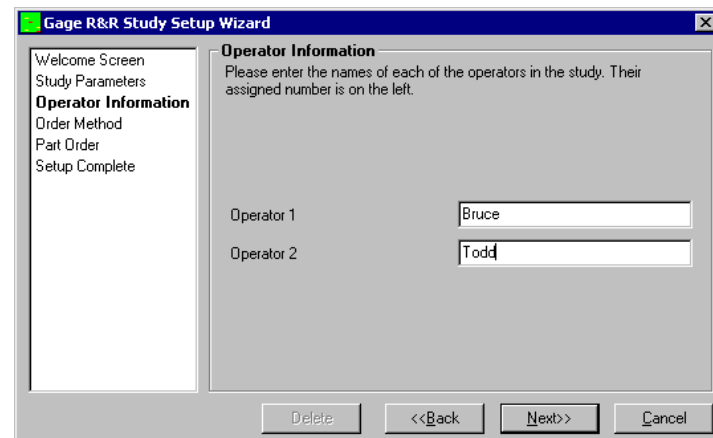 Gage R&R Study Setup Wizard
Welcome Screen
Study Parameters
Operator Information
Order Method
Part Order
Setup Complete
Operator Information
Please enter the names of each of the operators in the study. Their
assigned number is on the left.
Operator 1
Bruce
Operator 2
Todd
Delete
<<Back
Next>>
Cancel